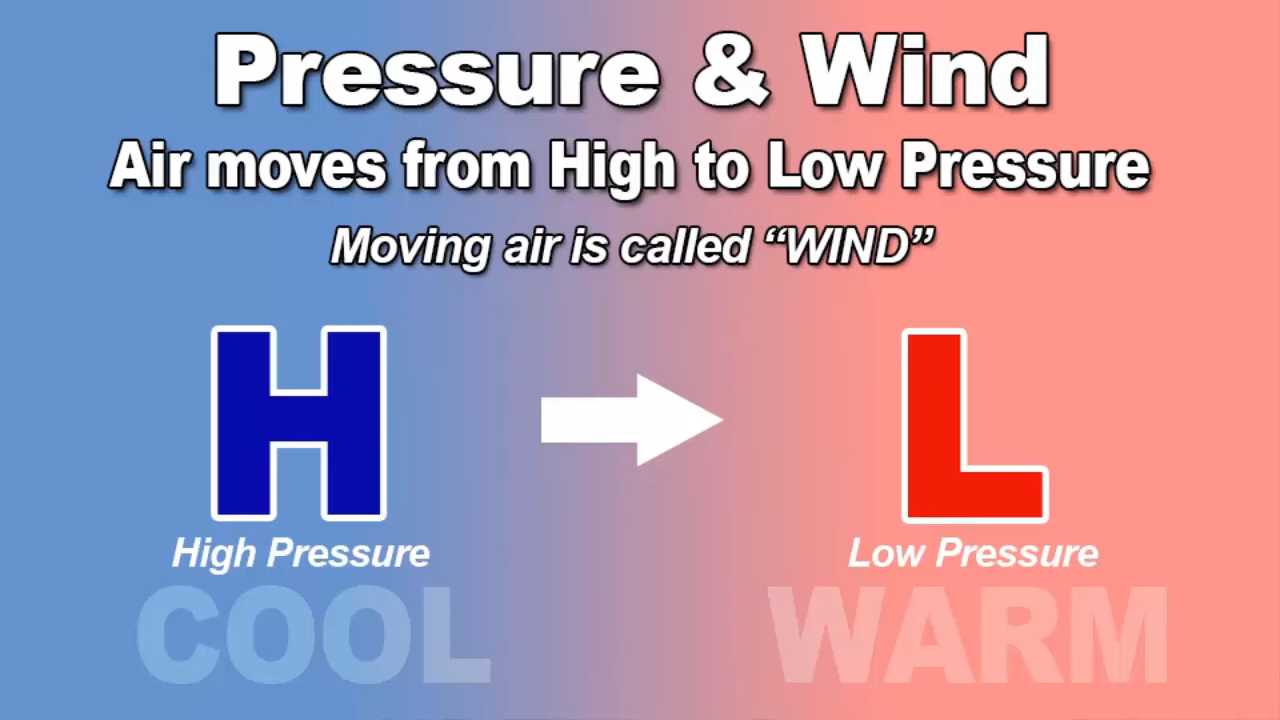 Pressure & Wind
Air moves from High to Low Pressure
Moving air is called “WIND”
H
L
High Pressure
Low Pressure
COOL
WARM